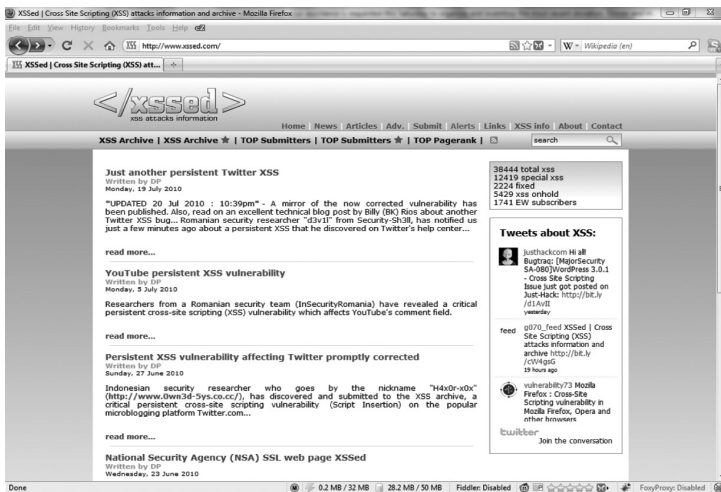 XSSed | Cross Site Scripting (XSS) attacks information and archive - Mozilla Firefox
File Edit View History Bookmarks Tools Help
http://www.xssed.com/
W - Wikipedia (en)
XSSed | Cross Site Scripting (XSS) att...
</xssed>
xss attacks information
Home | News | Articles | Adv. | Submit | Alerts | Links | XSS info | About | Contact
XSS Archive | XSS Archive | TOP Submitters | TOP Submitters | TOP Pagerank |
search
Just another persistent Twitter XSS
Written by DP
Monday, 19 July 2010
"UPDATED 20 Jul 2010 : 10:39pm" - A mirror of the now corrected vulnerability has
been published. Also, read on an excellent technical blog post by Billy (BK) Rios about another
Twitter XSS bug... Romanian security researcher "d3v1l" from Security-Sh3ll, has notified us
just a few minutes ago about a persistent XSS that he discovered on Twitter's help center...
read more...
YouTube persistent XSS vulnerability
Written by DP
Monday, 5 July 2010
Researchers from a Romanian security team (InSecurityRomania) have revealed a critical
persistent cross-site scripting (XSS) vulnerability which affects YouTube's comment field.
read more...
Persistent XSS vulnerability affecting Twitter promptly corrected
Written by DP
Sunday, 27 June 2010
Indonesian security researcher who goes by the nickname "H4x0r-x0x"
(http://www.0wn3d-5ys.co.cc/), has discovered and submitted to the XSS archive, a
critical persistent cross-site scripting vulnerability (Script Insertion) on the popular
microblogging platform Twitter.com...
read more...
National Security Agency (NSA) SSL web page XSSed
Written by DP
Wednesday, 23 June 2010
38444 total xss
12419 special xss
2224 fixed
5429 xss onhold
1741 EW subscribers
Tweets about XSS:
justhackcom Hi all!
Bugtraq: [MajorSecurity
SA-080]WordPress 3.0.1
- Cross Site Scripting
Issue just got posted on
Just-Hack: http://bit.ly
/d1AvII
yesterday
feed
g070_feed XSSed | Cross
Site Scripting (XSS)
attacks information and
archive http://bit.ly
/cW4gsG
19 hours ago
vulnerability73 Mozilla
Firefox : Cross-Site
Scripting vulnerability in
Mozilla Firefox, Opera and
other browsers
twitter
Join the conversation
Done
0.2 MB / 32 MB
28.2 MB / 50 MB
Fiddler: Disabled
FoxyProxy: Disabled